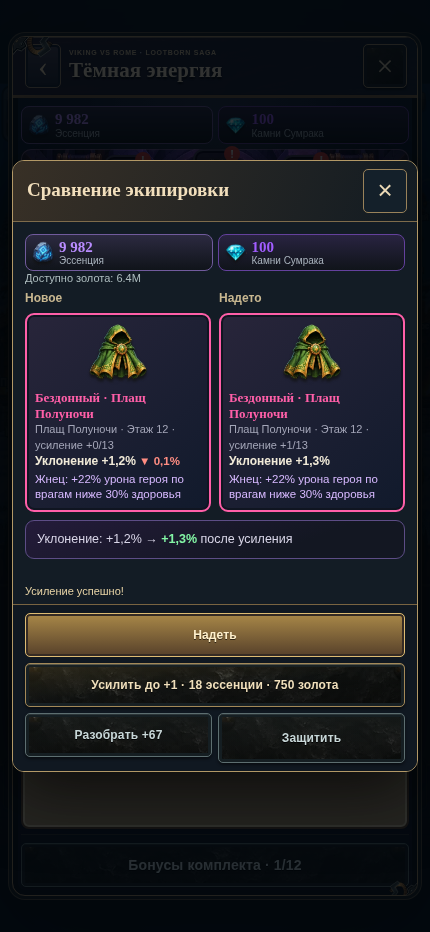 VIKING VS ROME · LOOTBORN SAGA
Тёмная энергия
9 982
Эссенция
100
Камни Сумрака
Сравнение экипировки
9 982
Эссенция
100
Камни Сумрака
Доступно золота: 6.4M
Новое
Надето
Бездонный · Плащ
Полуночи
Плащ Полуночи · Этаж 12 ·
усиление +0/13
Уклонение +1,2% ▼ 0,1%
Жнец: +22% урона героя по
врагам ниже 30% здоровья
Бездонный · Плащ
Полуночи
Плащ Полуночи · Этаж 12 ·
усиление +1/13
Уклонение +1,3%
Жнец: +22% урона героя по
врагам ниже 30% здоровья
Уклонение: +1,2% → +1,3% после усиления
Усиление успешно!
Надеть
Усилить до +1 · 18 эссенции · 750 золота
Разобрать +67
Защитить
Бонусы комплекта · 1/12